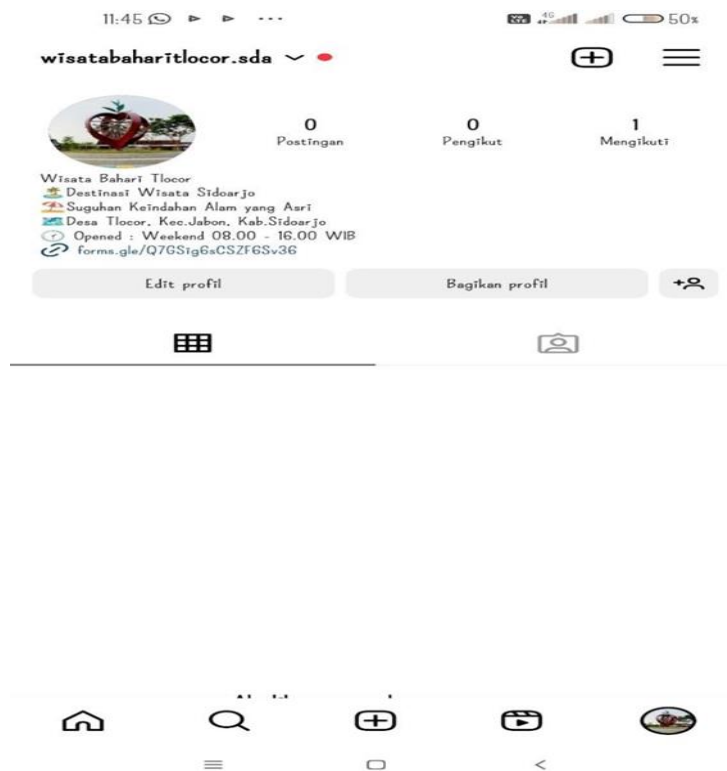 11:45
4G
50%
wisatabaharitlocor.sda
0
Postingan
0
Pengikut
1
Mengikuti
Wisata Bahari Tlocor
🏝️Destinasi Wisata Sidoarjo
⛱️Suguhan Keindahan Alam yang Asri
🗺️Desa Tlocor, Kec.Jabon, Kab.Sidoarjo
🕜 Opened : Weekend 08.00 - 16.00 WIB
forms.gle/Q7GSig6sCSZF6Sv36
Edit profil
Bagikan profil